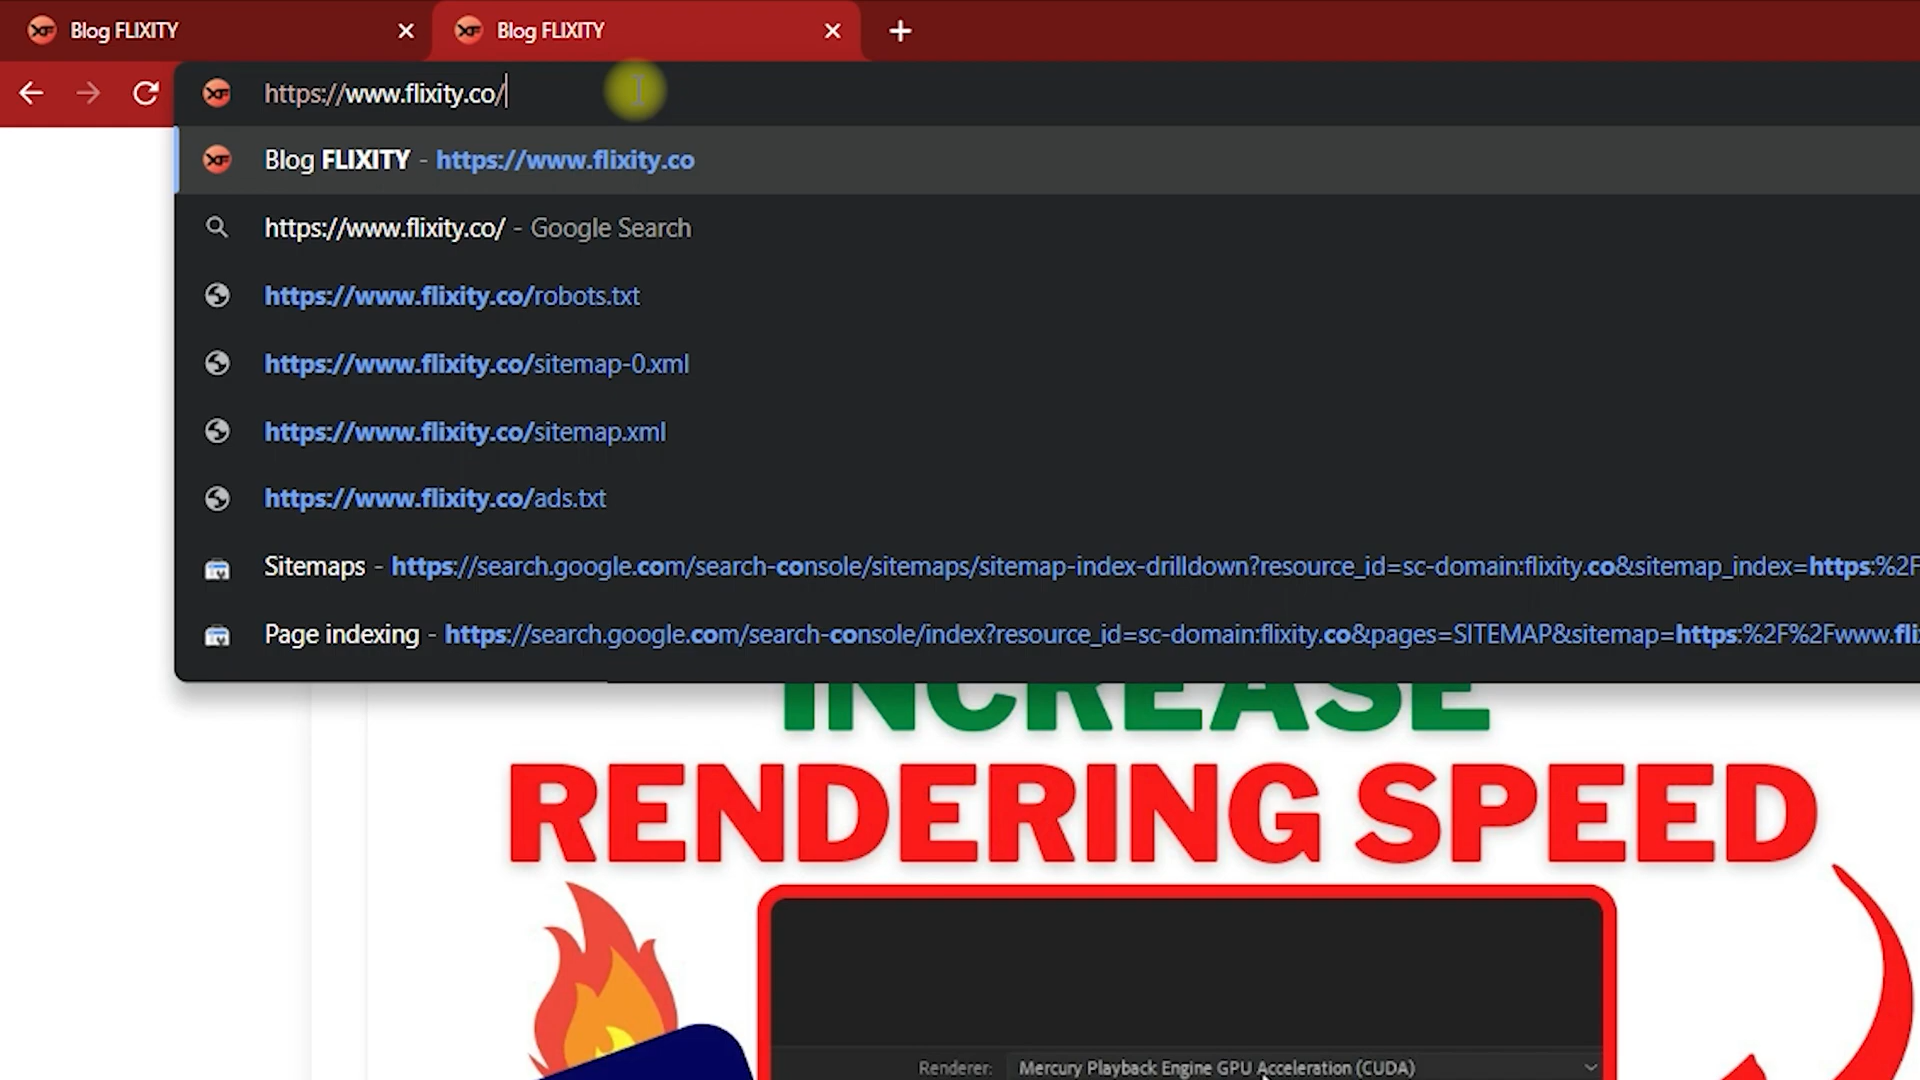 Blog FLIXITY
Blog FLIXITY
https://www.flixity.co/
Blog FLIXITY - https://www.flixity.co
https://www.flixity.co/ - Google Search
https://www.flixity.co/robots.txt
https://www.flixity.co/sitemap-0.xml
https://www.flixity.co/sitemap.xml
https://www.flixity.co/ads.txt
Sitemaps - https://search.google.com/search-console/sitemaps/sitemap-index-drilldown?resource_id=sc-domain:flixity.co&sitemap_index=https:%2F
Page indexing - https://search.google.com/search-console/index?resource_id=sc-domain:flixity.co&pages=SITEMAP&sitemap=https:%2F%2Fwww.fli
INCREASE
RENDERING SPEED
Renderer: Mercury Playback Engine GPU Acceleration (CUDA)